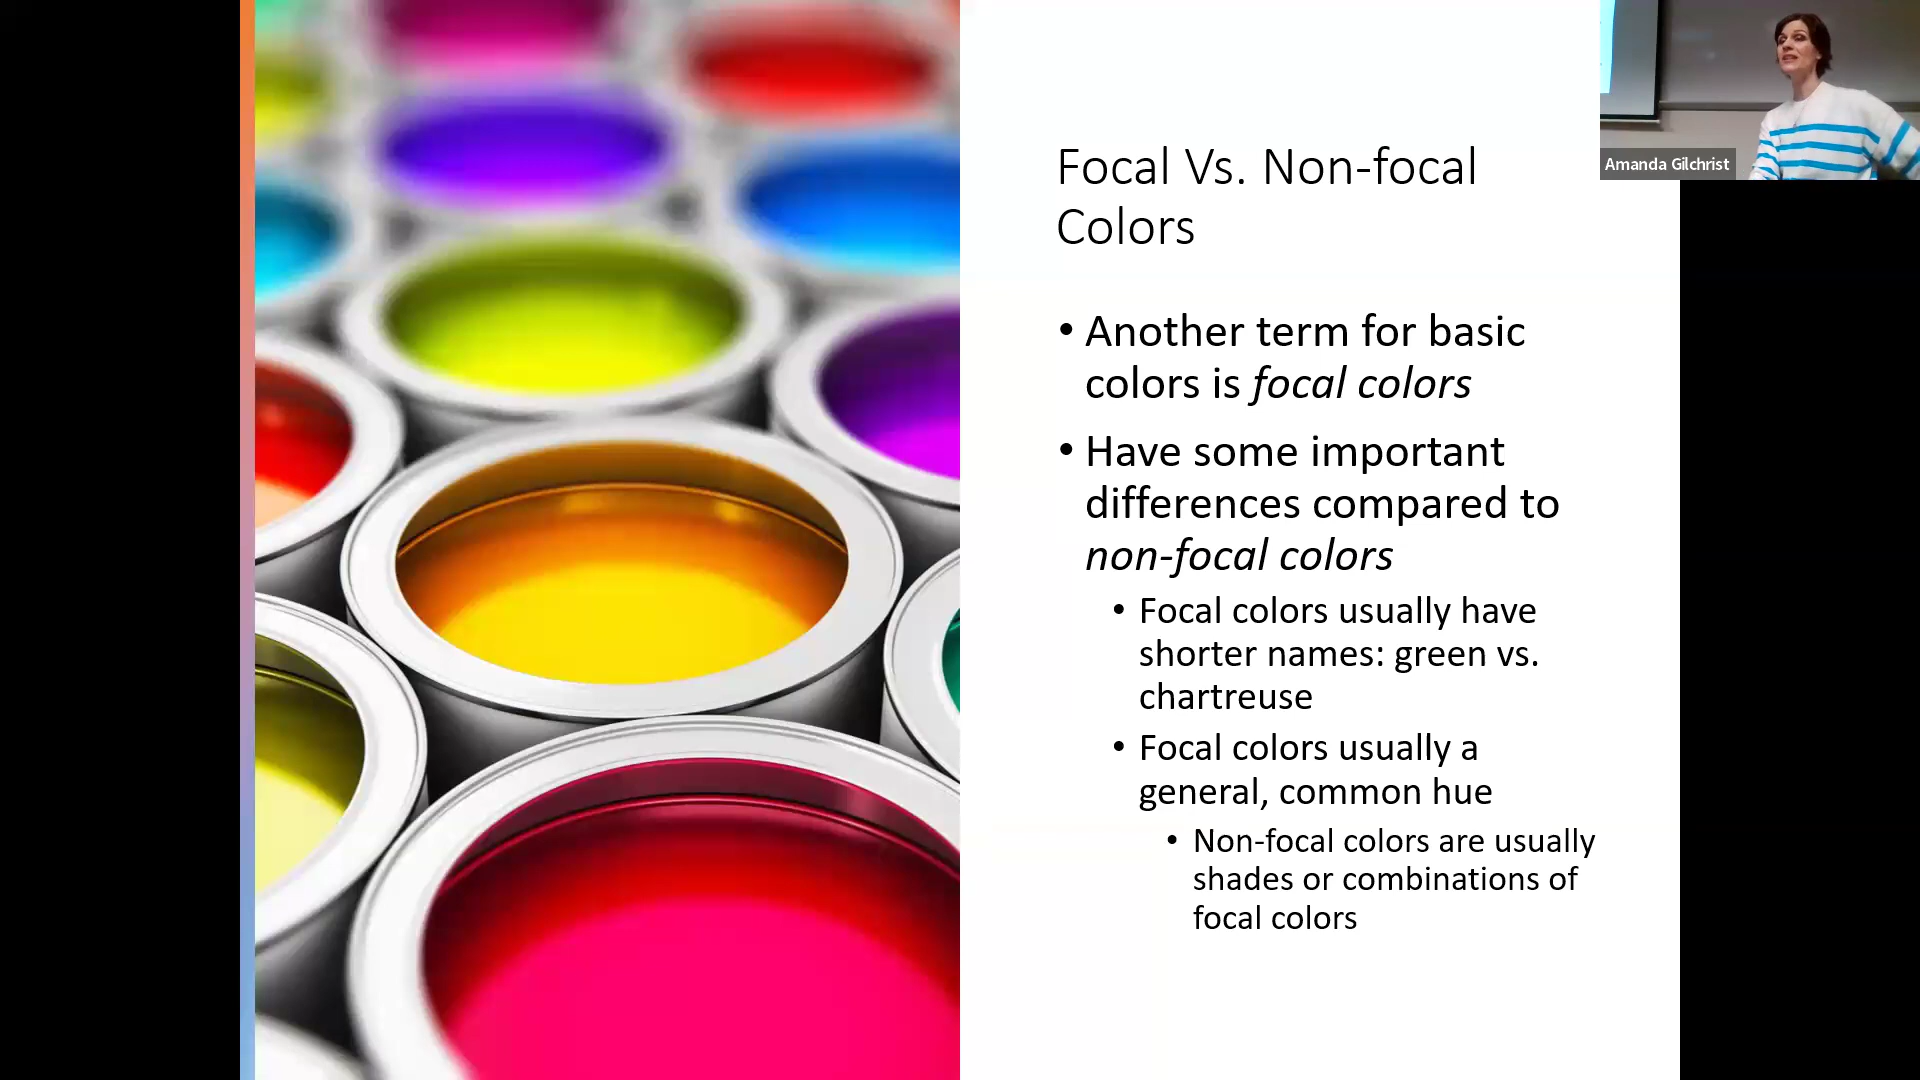 Focal Vs. Non-focal
Colors
• Another term for basic
colors is focal colors
• Have some important
differences compared to
non-focal colors
• Focal colors usually have
shorter names: green vs.
chartreuse
• Focal colors usually a
general, common hue
• Non-focal colors are usually
shades or combinations of
focal colors
Amanda Gilchrist